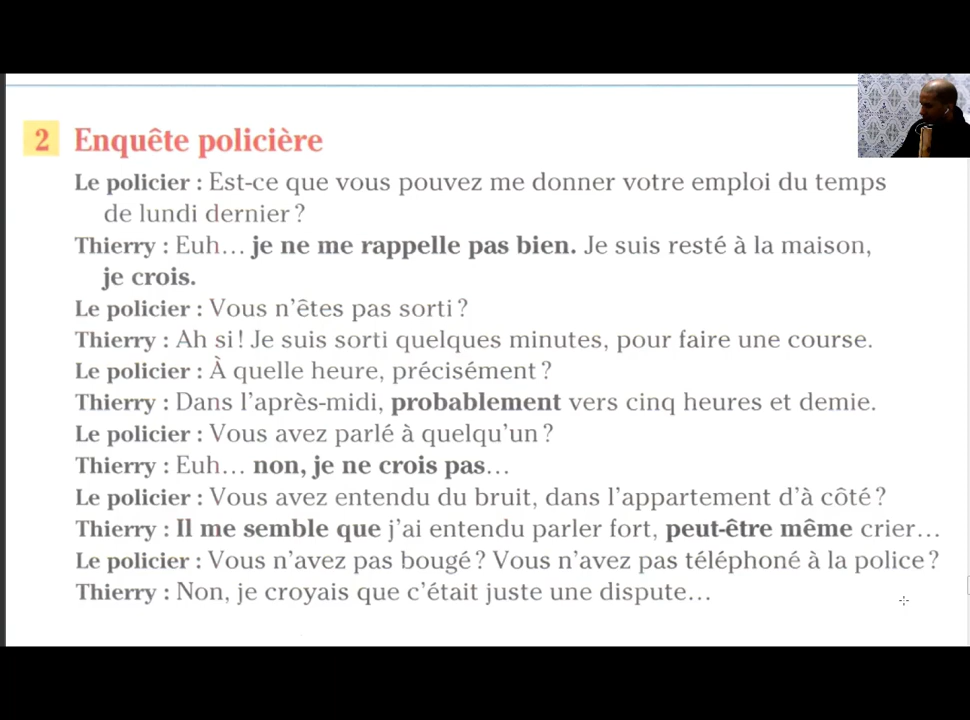 2 Enquête policière
Le policier : Est-ce que vous pouvez me donner votre emploi du temps
de lundi dernier ?
Thierry : Euh… je ne me rappelle pas bien. Je suis resté à la maison,
je crois.
Le policier : Vous n'êtes pas sorti ?
Thierry : Ah si ! Je suis sorti quelques minutes, pour faire une course.
Le policier : À quelle heure, précisément ?
Thierry : Dans l'après-midi, probablement vers cinq heures et demie.
Le policier : Vous avez parlé à quelqu'un ?
Thierry : Euh… non, je ne crois pas…
Le policier : Vous avez entendu du bruit, dans l'appartement d'à côté ?
Thierry : Il me semble que j'ai entendu parler fort, peut-être même crier…
Le policier : Vous n'avez pas bougé ? Vous n'avez pas téléphoné à la police ?
Thierry : Non, je croyais que c'était juste une dispute…